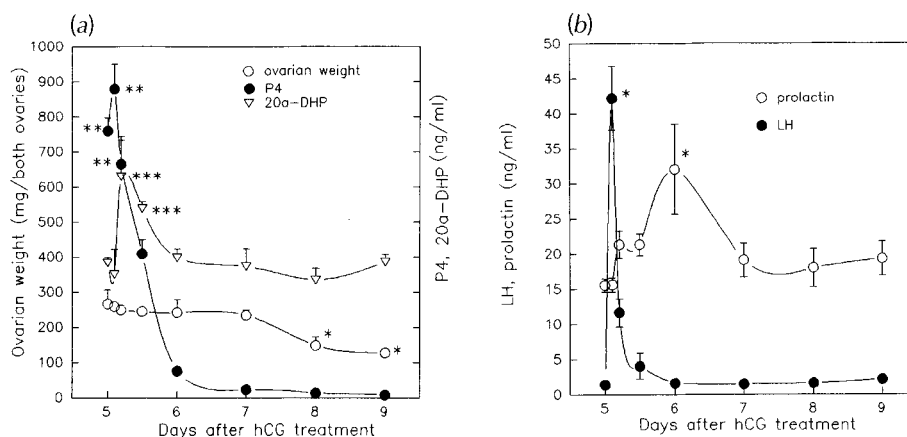 (a)
1000
900
800
700
600
500
400
300
200
100
0
Ovarian weight (mg/both ovaries)
ovarian weight
P4
20a-DHP
**
**
**
***
***
*
*
P4, 20a-DHP (ng/ml)
5 6 7 8 9
Days after hCG treatment
(b)
50
45
40
35
30
25
20
15
10
5
0
LH, prolactin (ng/ml)
prolactin
LH
*
*
5 6 7 8 9
Days after hCG treatment